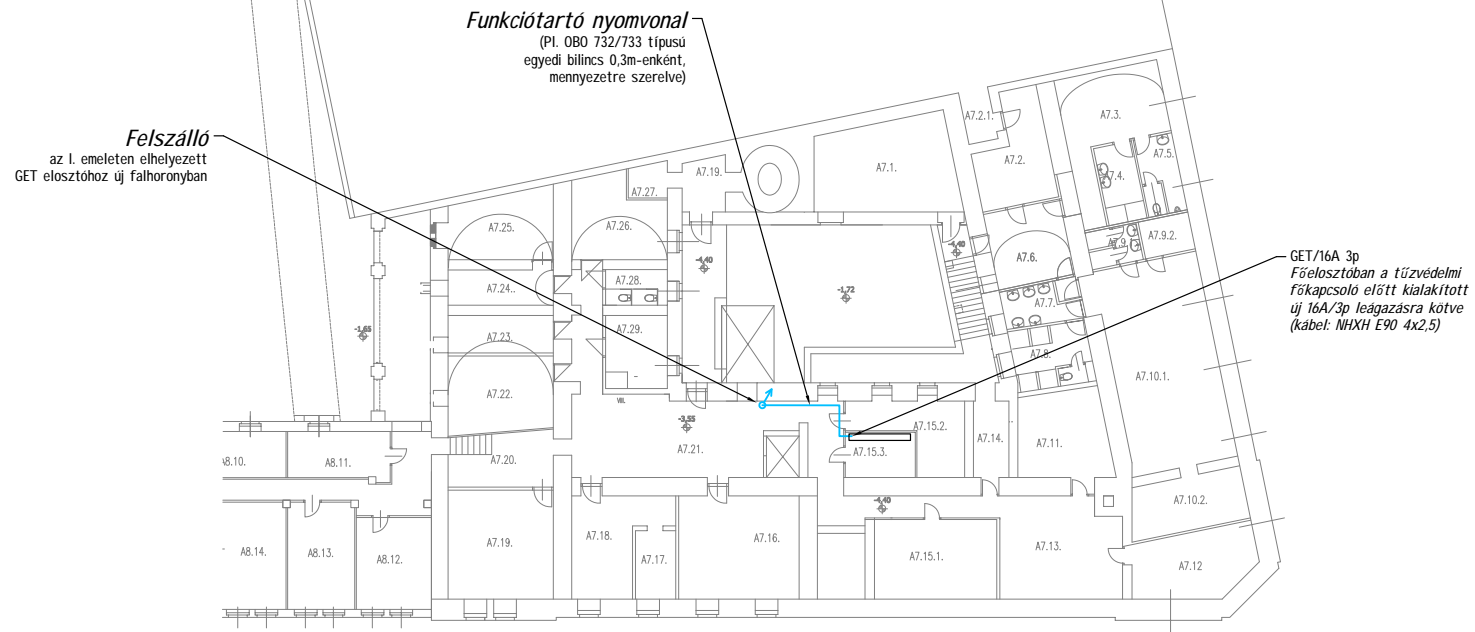 Funkciótartó nyomvonal
(Pl. OBO 732/733 típusú
egyedi bilincs 0,3m-enként,
mennyezetre szerelve)
Felszálló
az I. emeleten elhelyezett
GET elosztóhoz új falhoronyban
GET/16A 3p
Főelosztóban a tűzvédelmi
főkapcsoló előtt kialakított
új 16A/3p leágazásra kötve
(kábel: NHXH E90 4x2,5)
A7.2.1.
A7.3.
A7.2.
A7.5.
A7.1.
A7.19.
A7.4.
A7.27.
A7.25.
A7.26.
A7.9.
A7.9.2.
-4,40
-4,40
A7.6.
A7.24..
A7.28.
-1,72
A7.7.
-1,65
A7.23.
A7.29.
A7.8.
A7.10.1.
A7.22.
-3,55
A7.15.2.
A7.14.
A7.11.
A7.21.
A7.15.3.
A8.10.
A8.11.
A7.20.
-4,40
A7.10.2.
A8.14.
A8.13.
A8.12.
A7.19.
A7.18.
A7.17.
A7.16.
A7.15.1.
A7.13.
A7.12